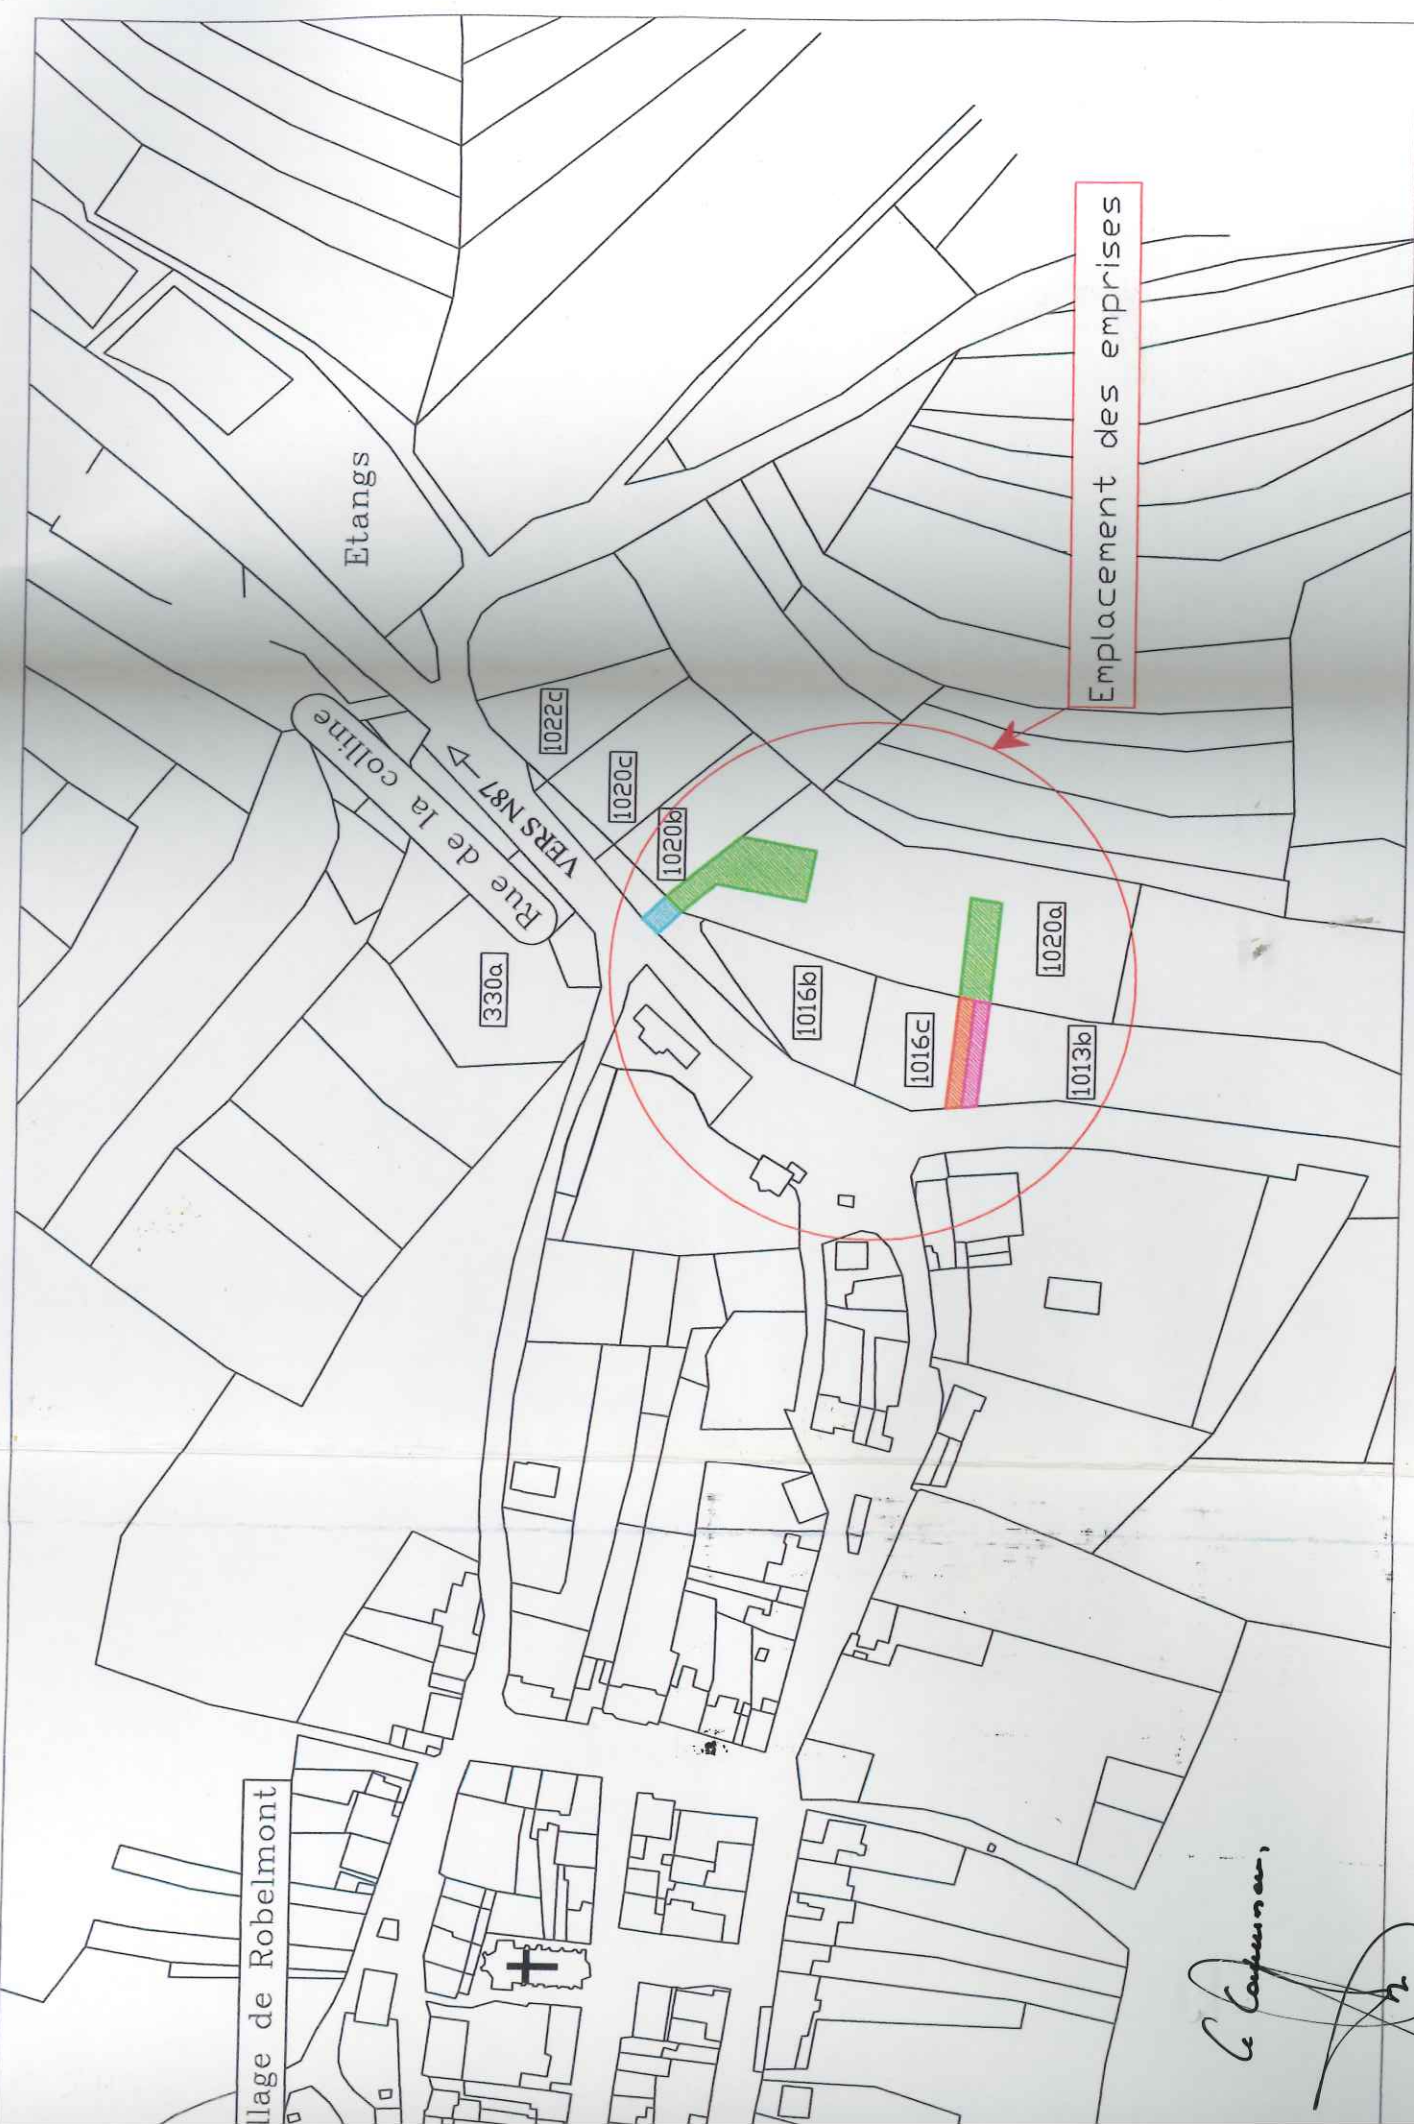 Etangs
Emplacement des emprises
Rue de la colline
VERS N87
1022c
1020c
1020b
330a
1016b
1016c
1020a
1013b
llage de Robelmont